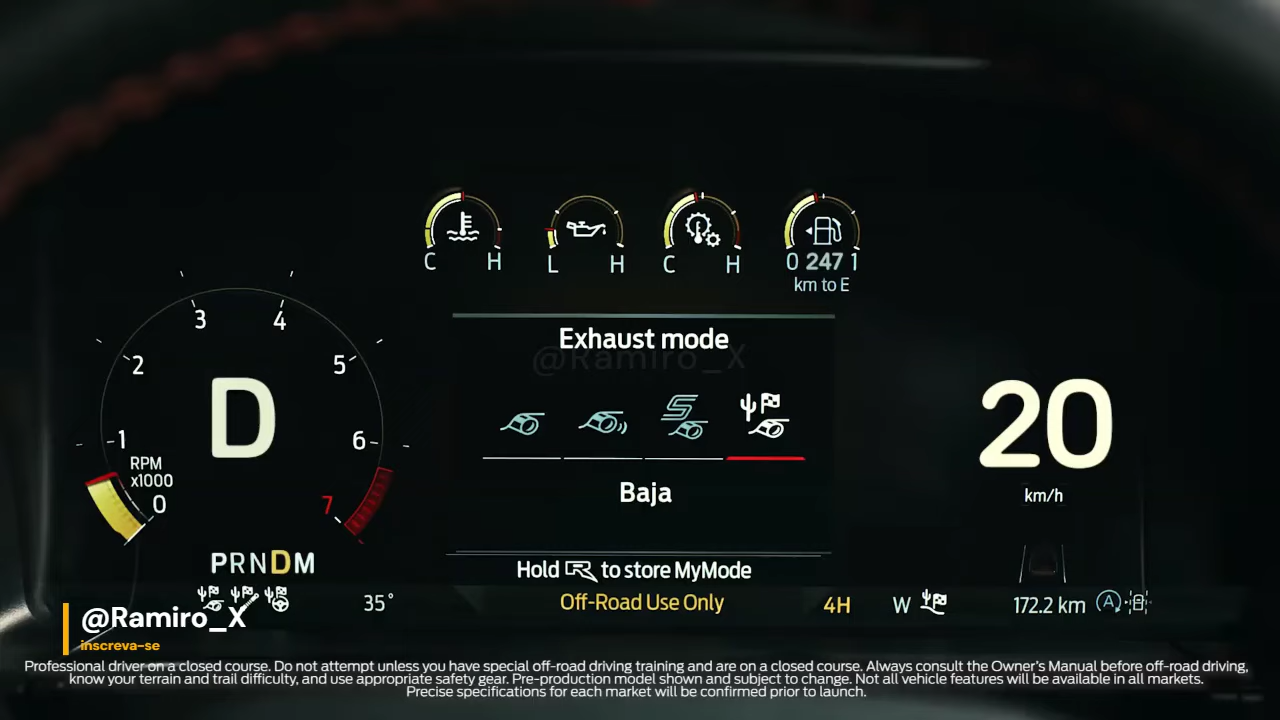 C H
L H
C H
0 247 1
km to E
Exhaust mode
@Ramiro_X
3 4
2 5
1 6
RPM
x1000
0 7
D
20
km/h
Baja
PRNDM
Hold R to store MyMode
35°
Off-Road Use Only
4H
W
172.2 km
A
@Ramiro_X
inscreva-se
Professional driver on a closed course. Do not attempt unless you have special off-road driving training and are on a closed course. Always consult the Owner's Manual before off-road driving,
know your terrain and trail difficulty, and use appropriate safety gear. Pre-production model shown and subject to change. Not all vehicle features will be available in all markets.
Precise specifications for each market will be confirmed prior to launch.